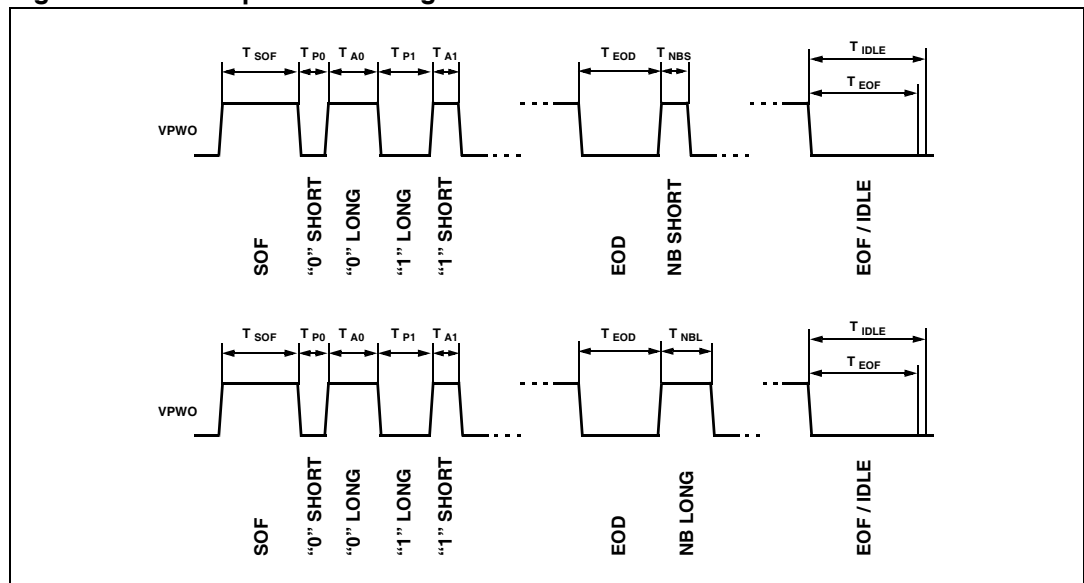 T SOF T P0 T A0 T P1 T A1 T EOD T NBS T IDLE
T EOF
VPWO
SOF
“0” SHORT
“0” LONG
“1” LONG
“1” SHORT
EOD
NB SHORT
EOF / IDLE
T SOF T P0 T A0 T P1 T A1 T EOD T NBL T IDLE
T EOF
VPWO
SOF
“0” SHORT
“0” LONG
“1” LONG
“1” SHORT
EOD
NB LONG
EOF / IDLE